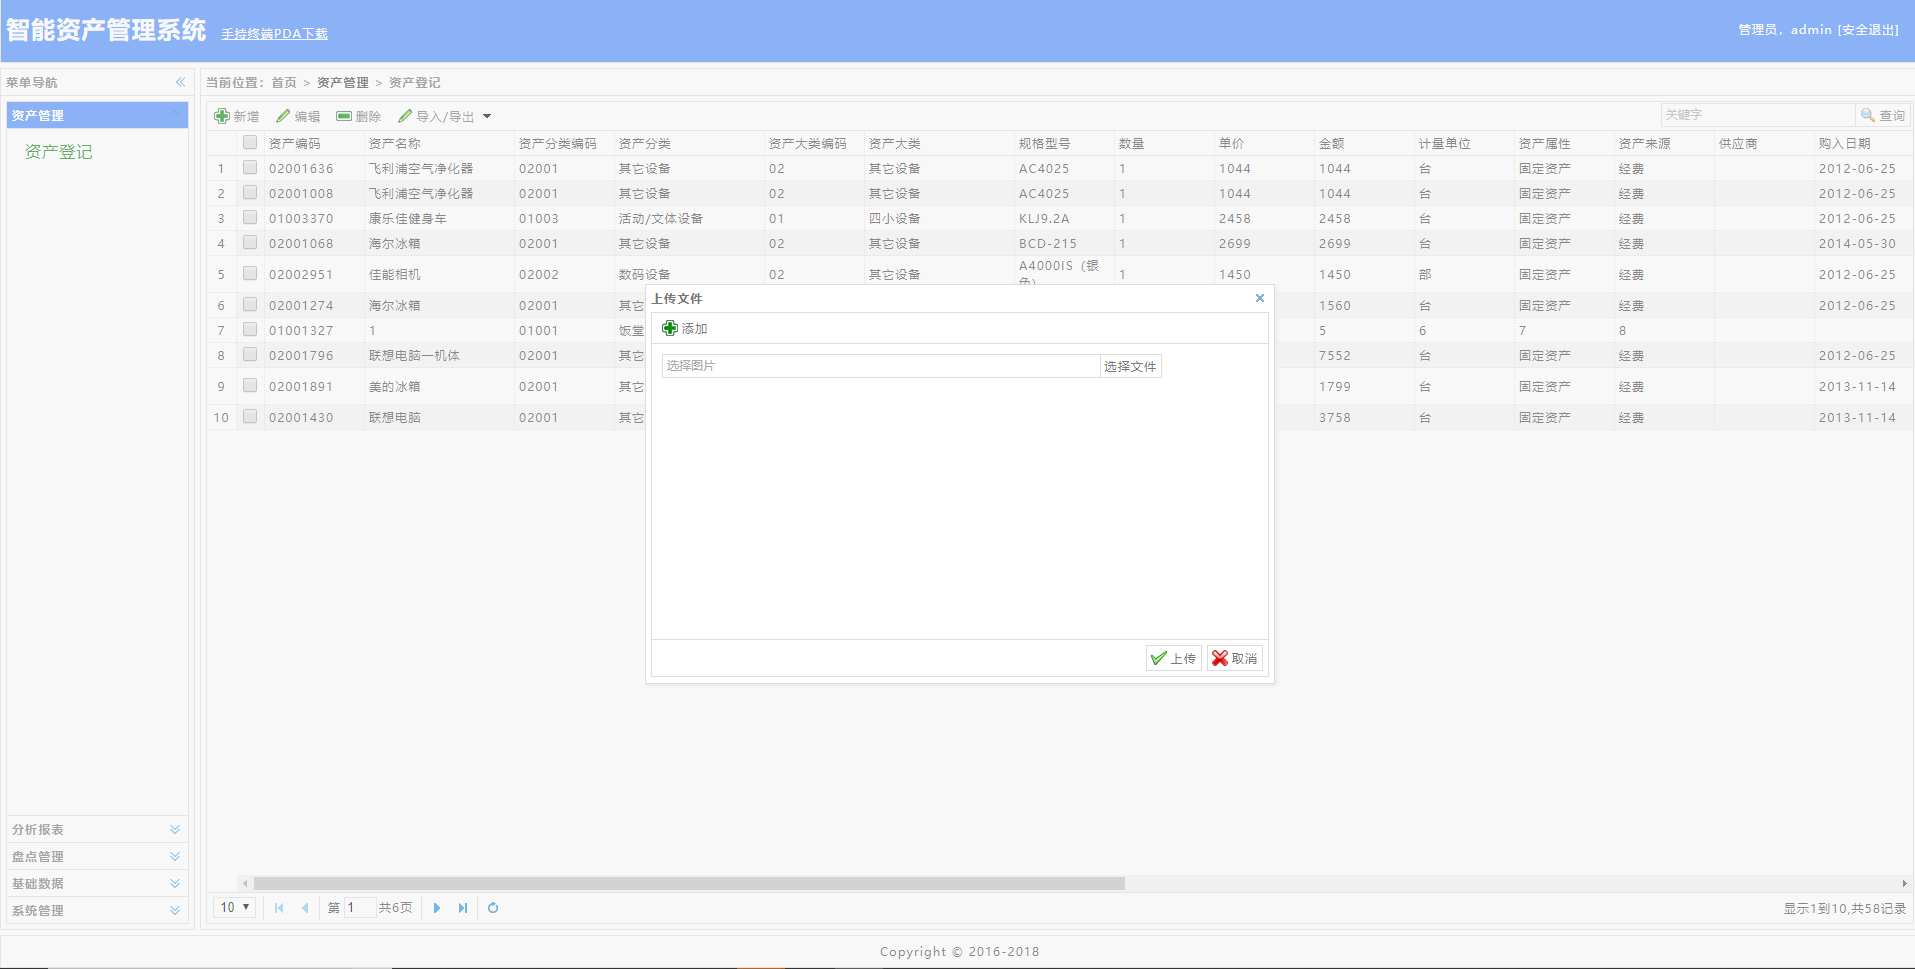 智能资产管理系统 手持终端PDA下载 管理员，admin [安全退出]
菜单导航
资产管理
资产登记
分析报表
盘点管理
基础数据
系统管理
当前位置：首页 > 资产管理 > 资产登记
新增 编辑 删除 导入/导出 关键字 查询
资产编码 资产名称 资产分类编码 资产分类 资产大类编码 资产大类 规格型号 数量 单价 金额 计量单位 资产属性 资产来源 供应商 购入日期
1 02001636 飞利浦空气净化器 02001 其它设备 02 其它设备 AC4025 1 1044 1044 台 固定资产 经费 2012-06-25
2 02001008 飞利浦空气净化器 02001 其它设备 02 其它设备 AC4025 1 1044 1044 台 固定资产 经费 2012-06-25
3 01003370 康乐佳健身车 01003 活动/文体设备 01 四小设备 KLJ9.2A 1 2458 2458 台 固定资产 经费 2012-06-25
4 02001068 海尔冰箱 02001 其它设备 02 其它设备 BCD-215 1 2699 2699 台 固定资产 经费 2014-05-30
5 02002951 佳能相机 02002 数码设备 02 其它设备 A4000IS（银色） 1 1450 1450 部 固定资产 经费 2012-06-25
6 02001274 海尔冰箱 02001 其它 1560 台 固定资产 经费 2012-06-25
7 01001327 1 01001 饭堂 5 6 7 8
8 02001796 联想电脑一机体 02001 其它 7552 台 固定资产 经费 2012-06-25
9 02001891 美的冰箱 02001 其它 1799 台 固定资产 经费 2013-11-14
10 02001430 联想电脑 02001 其它 3758 台 固定资产 经费 2013-11-14
上传文件
添加
选择图片 选择文件
上传 取消
10 第 1 共6页 显示1到10,共58记录
Copyright © 2016-2018